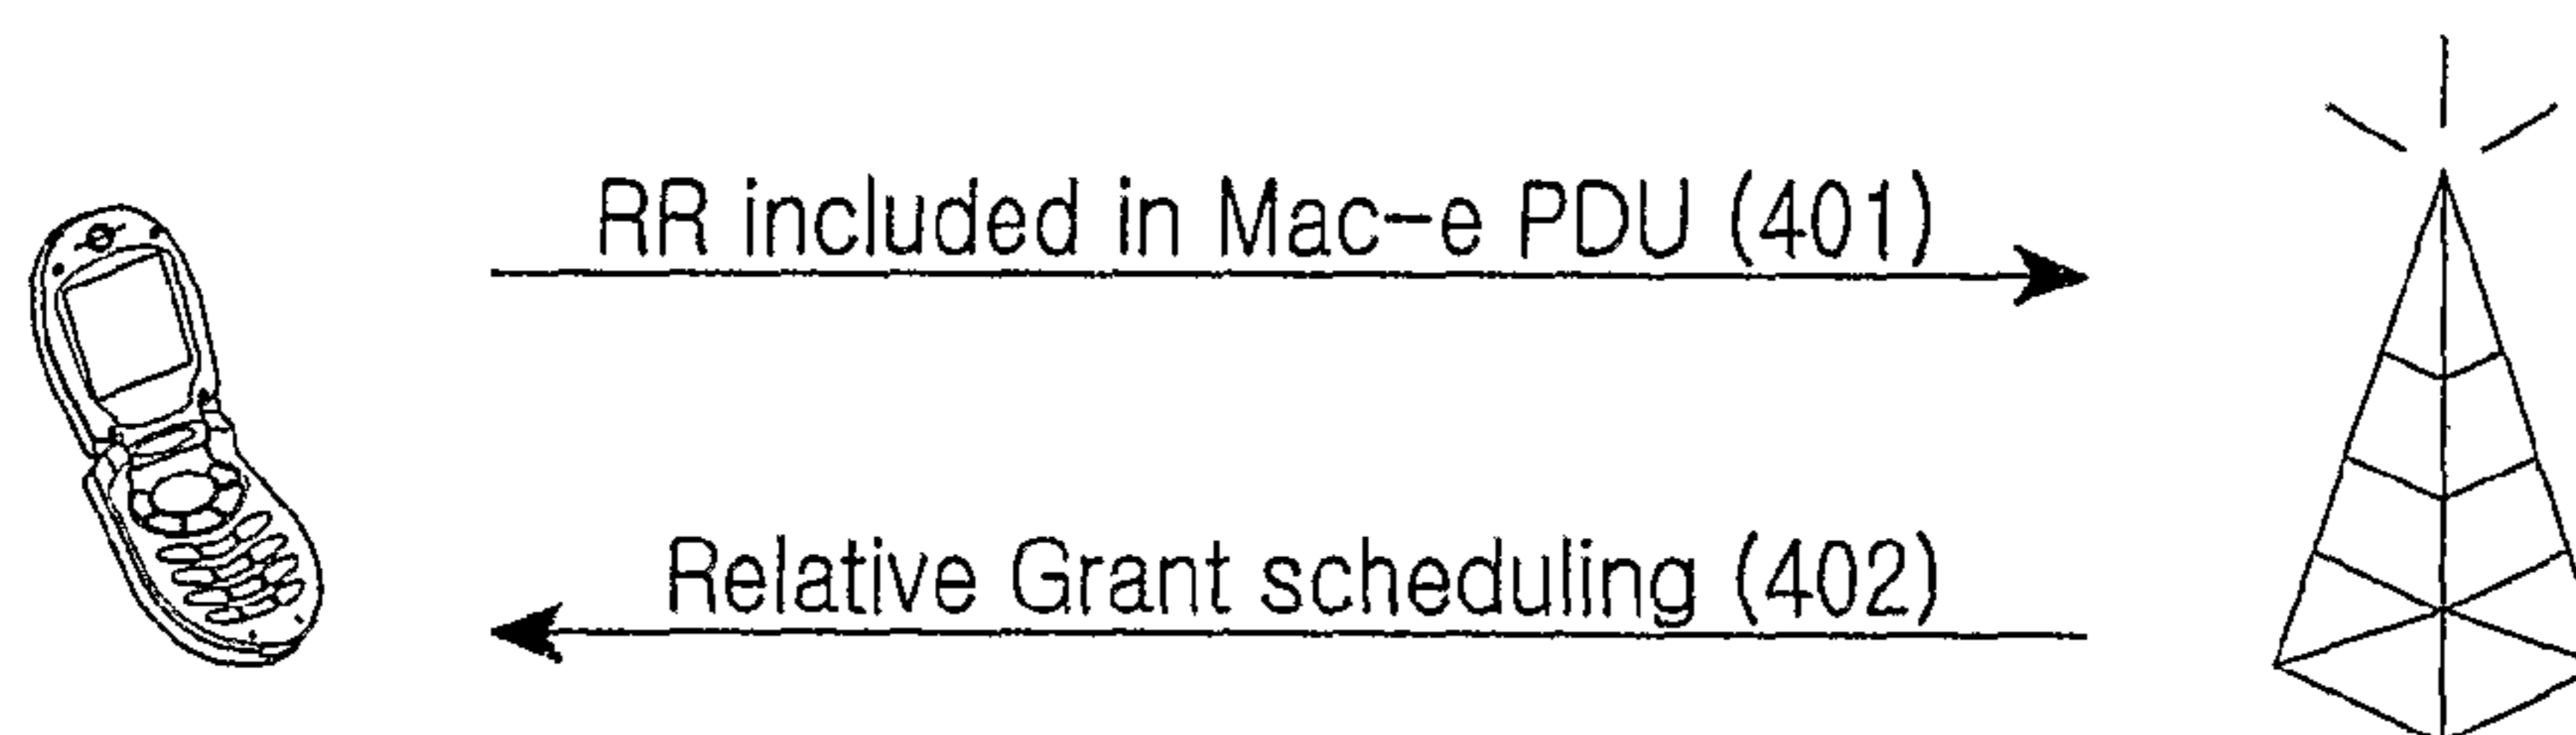 RR included in Mac-e PDU (401)
Relative Grant scheduling (402)